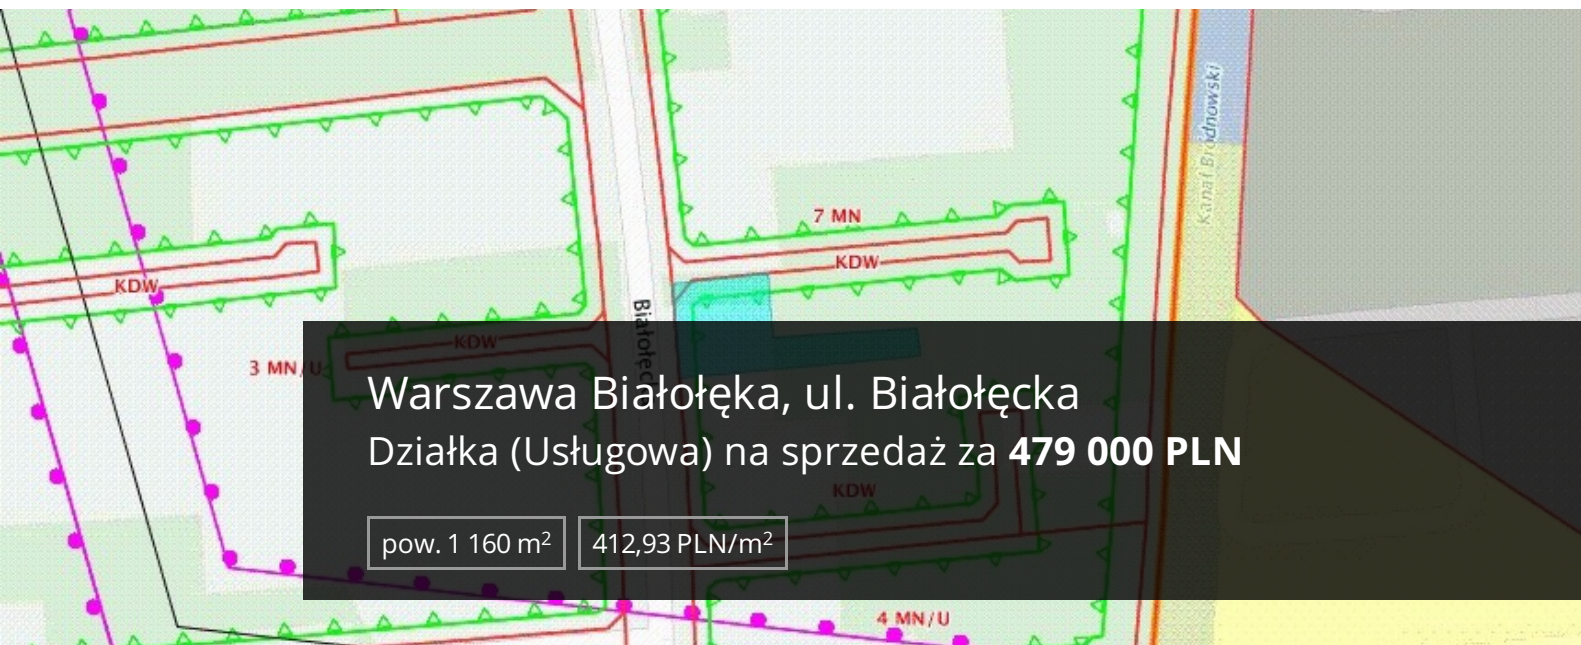 Kanał Bródnowski
7 MN
KDW
KDW
Białołęc
KDW
3 MN/U
Warszawa Białołęka, ul. Białołęcka
Działka (Usługowa) na sprzedaż za 479 000 PLN
KDW
pow. 1 160 m²
412,93 PLN/m²
4 MN/U